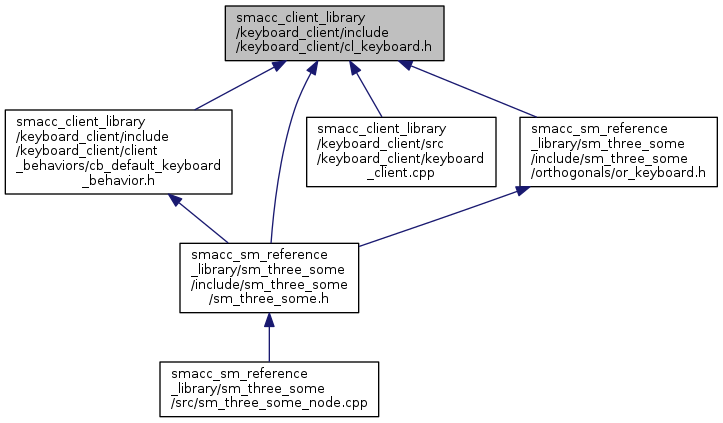 smacc_client_library
/keyboard_client/include
/keyboard_client/cl_keyboard.h
smacc_client_library
/keyboard_client/include
/keyboard_client/client
_behaviors/cb_default_keyboard
_behavior.h
smacc_client_library
/keyboard_client/src
/keyboard_client/keyboard
_client.cpp
smacc_sm_reference
_library/sm_three_some
/include/sm_three_some
/orthogonals/or_keyboard.h
smacc_sm_reference
_library/sm_three_some
/include/sm_three_some
/sm_three_some.h
smacc_sm_reference
_library/sm_three_some
/src/sm_three_some_node.cpp